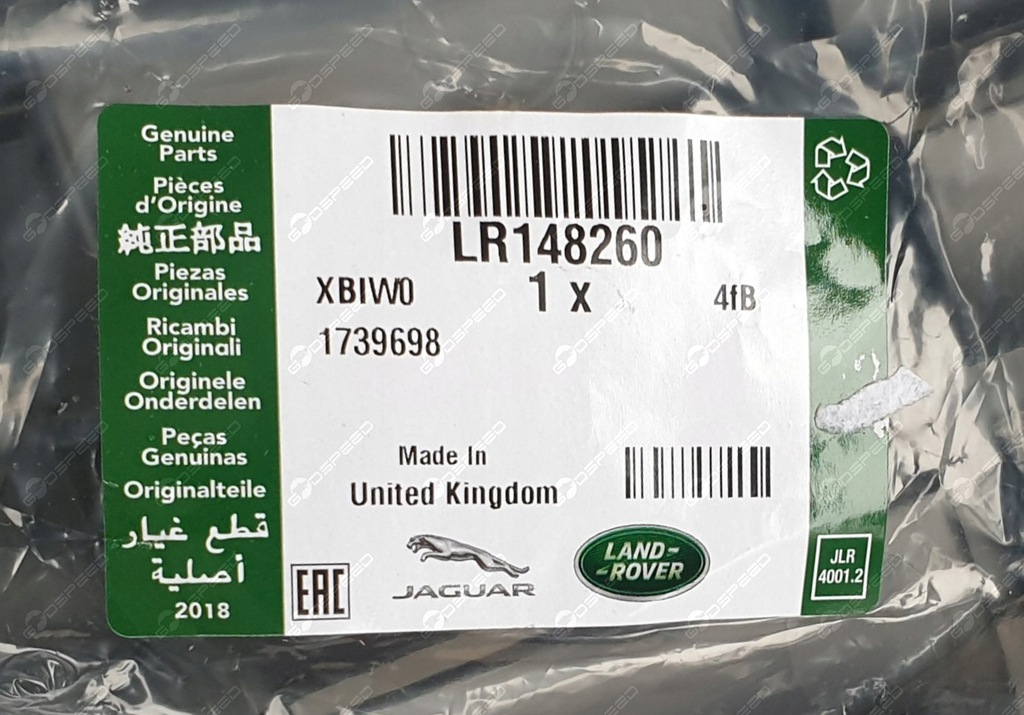 Genuine
Parts
Pièces
d'Origine
純正部品
Piezas
Originales
Ricambi
Originali
Originele
Onderdelen
Peças
Genuinas
Originalteile
قطع غيار
أصلية
2018
LR148260
XBIW0
1 x
4fB
1739698
Made In
United Kingdom
EAC
JAGUAR
LAND-
-ROVER
JLR
4001.2
GODSPEED